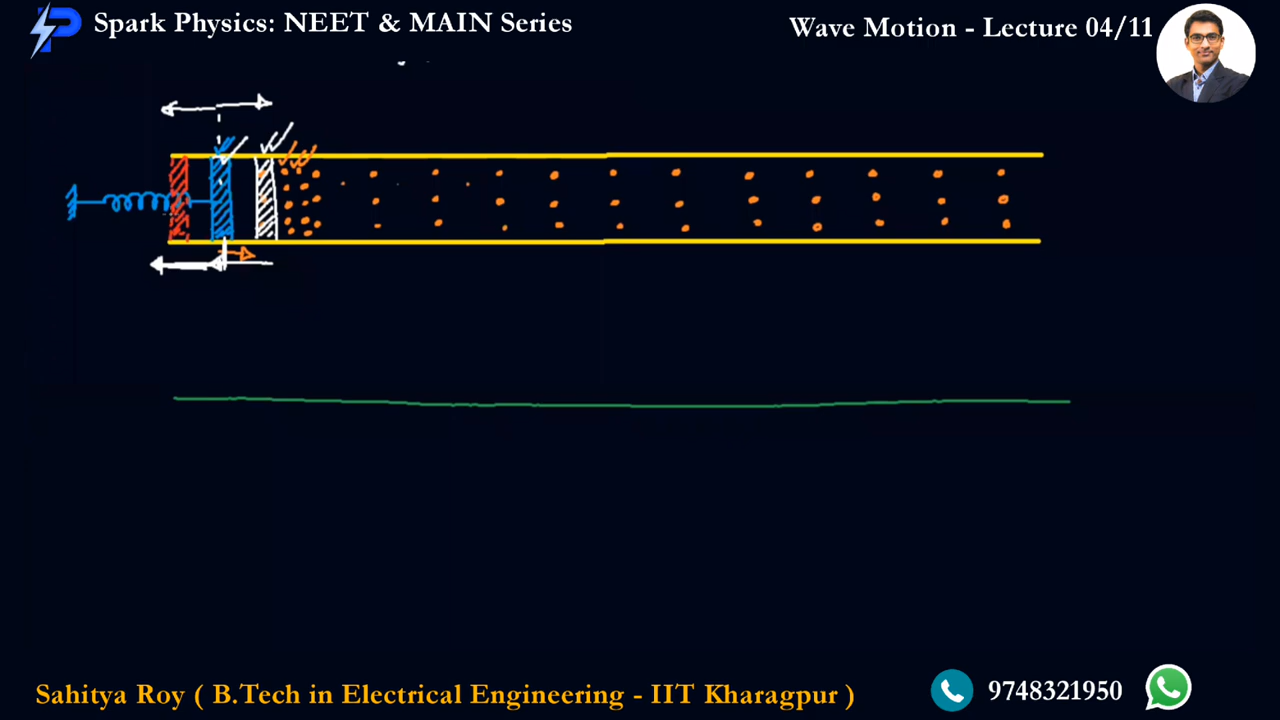 Spark Physics: NEET & MAIN Series
Wave Motion - Lecture 04/11
Sahitya Roy ( B.Tech in Electrical Engineering - IIT Kharagpur )
9748321950